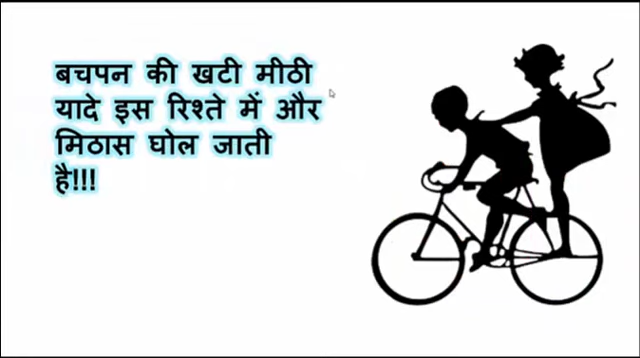 बचपन की खटी मीठी
यादे इस रिश्ते में और
मिठास घोल जाती
है!!!